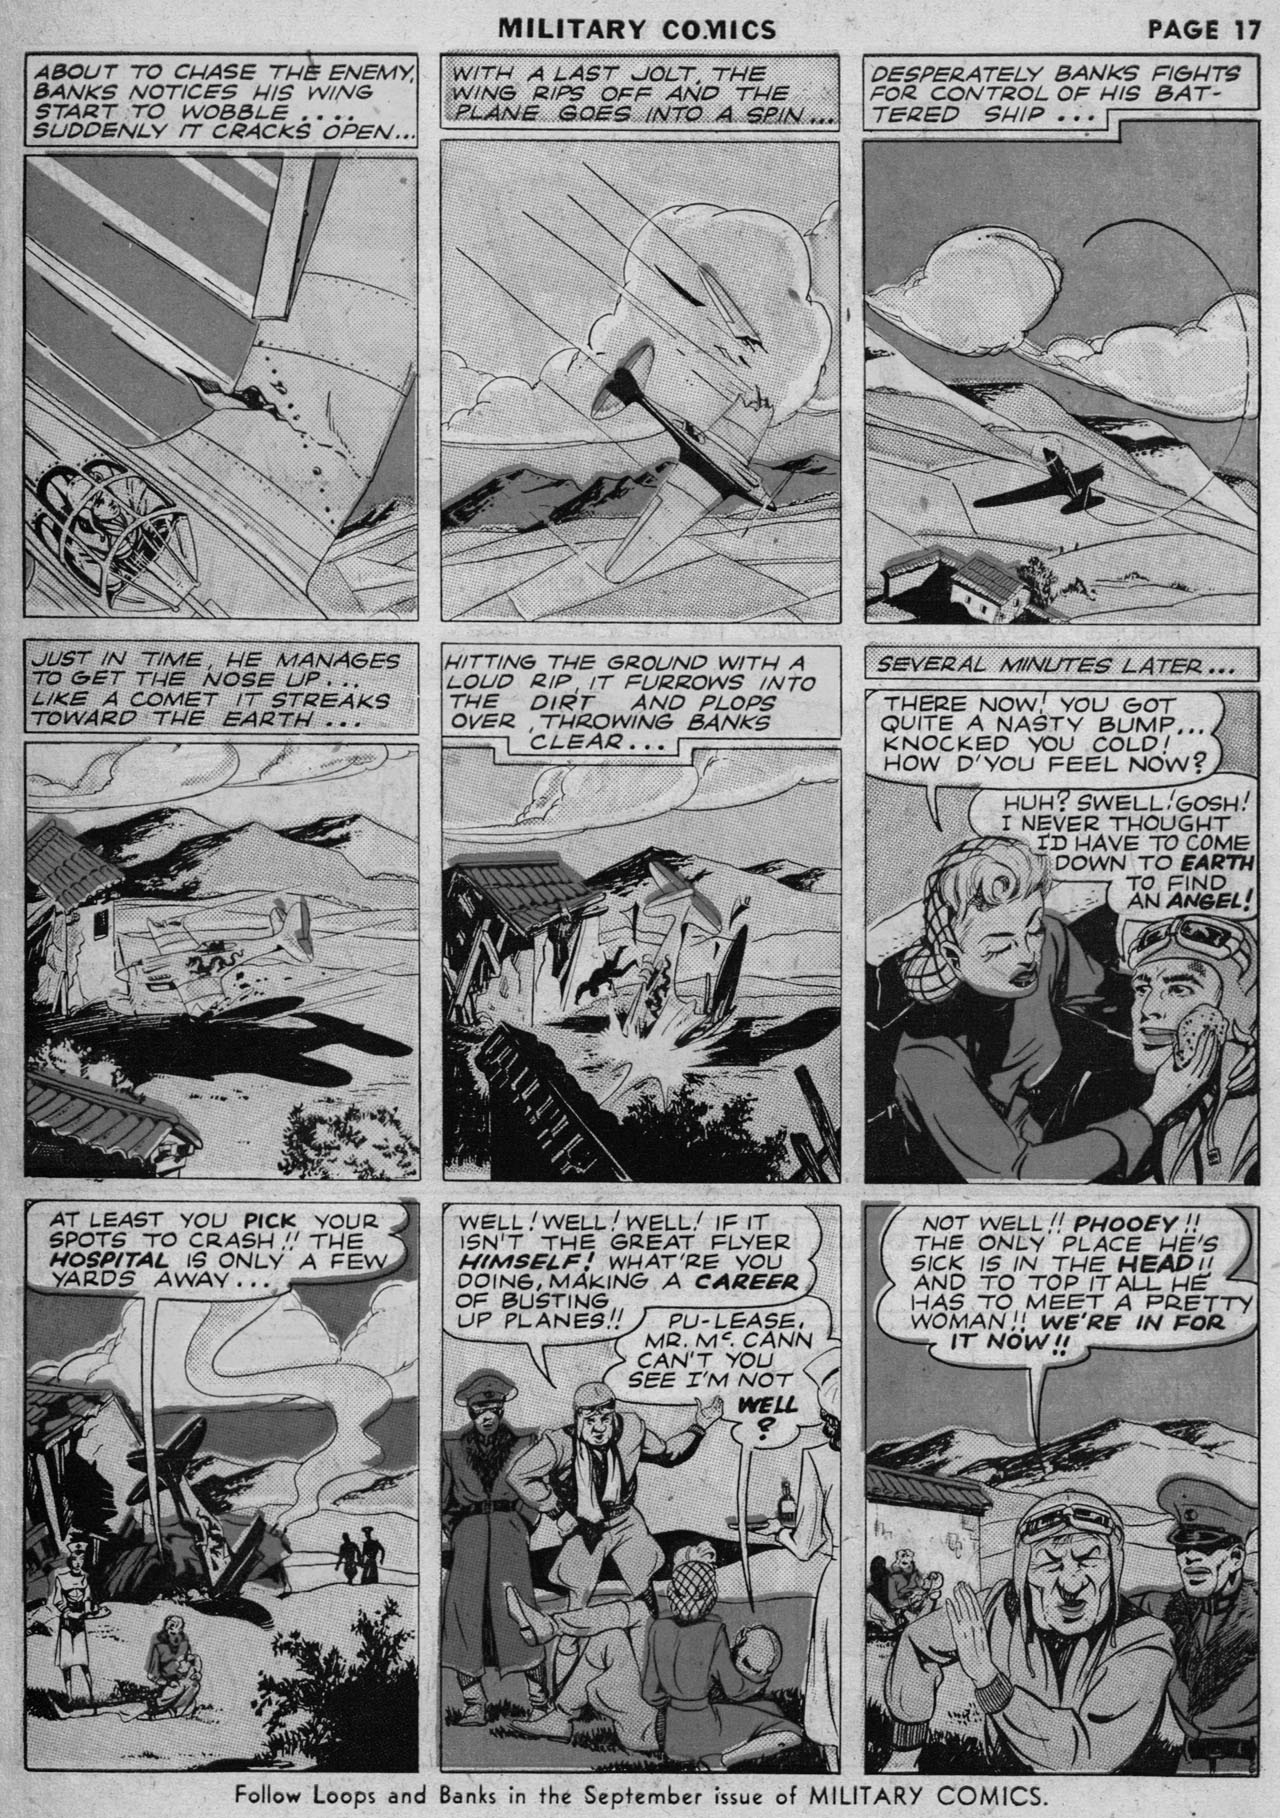 MILITARY COMICS
PAGE 17
ABOUT TO CHASE THE ENEMY,
BANKS NOTICES HIS WING
START TO WOBBLE ....
SUDDENLY IT CRACKS OPEN...
WITH A LAST JOLT, THE
WING RIPS OFF AND THE
PLANE GOES INTO A SPIN...
DESPERATELY BANKS FIGHTS
FOR CONTROL OF HIS BAT-
TERED SHIP...
JUST IN TIME, HE MANAGES
TO GET THE NOSE UP...
LIKE A COMET IT STREAKS
TOWARD THE EARTH ...
HITTING THE GROUND WITH A
LOUD RIP, IT FURROWS INTO
THE DIRT AND PLOPS
OVER, THROWING BANKS
CLEAR...
SEVERAL MINUTES LATER...
THERE NOW! YOU GOT
QUITE A NASTY BUMP...
KNOCKED YOU COLD!
HOW D'YOU FEEL NOW?
HUH? SWELL! GOSH!
I NEVER THOUGHT
I'D HAVE TO COME
DOWN TO EARTH
TO FIND
AN ANGEL!
AT LEAST YOU PICK YOUR
SPOTS TO CRASH!! THE
HOSPITAL IS ONLY A FEW
YARDS AWAY...
WELL! WELL! WELL! IF IT
ISN'T THE GREAT FLYER
HIMSELF! WHAT'RE YOU
DOING, MAKING A CAREER
OF BUSTING
UP PLANES!!
PU-LEASE,
MR. Mc. CANN
CAN'T YOU
SEE I'M NOT
WELL
?
NOT WELL!! PHOOEY!!
THE ONLY PLACE HE'S
SICK IS IN THE HEAD!!
AND TO TOP IT ALL HE
HAS TO MEET A PRETTY
WOMAN!! WE'RE IN FOR
IT NOW!!
Follow Loops and Banks in the September issue of MILITARY COMICS.